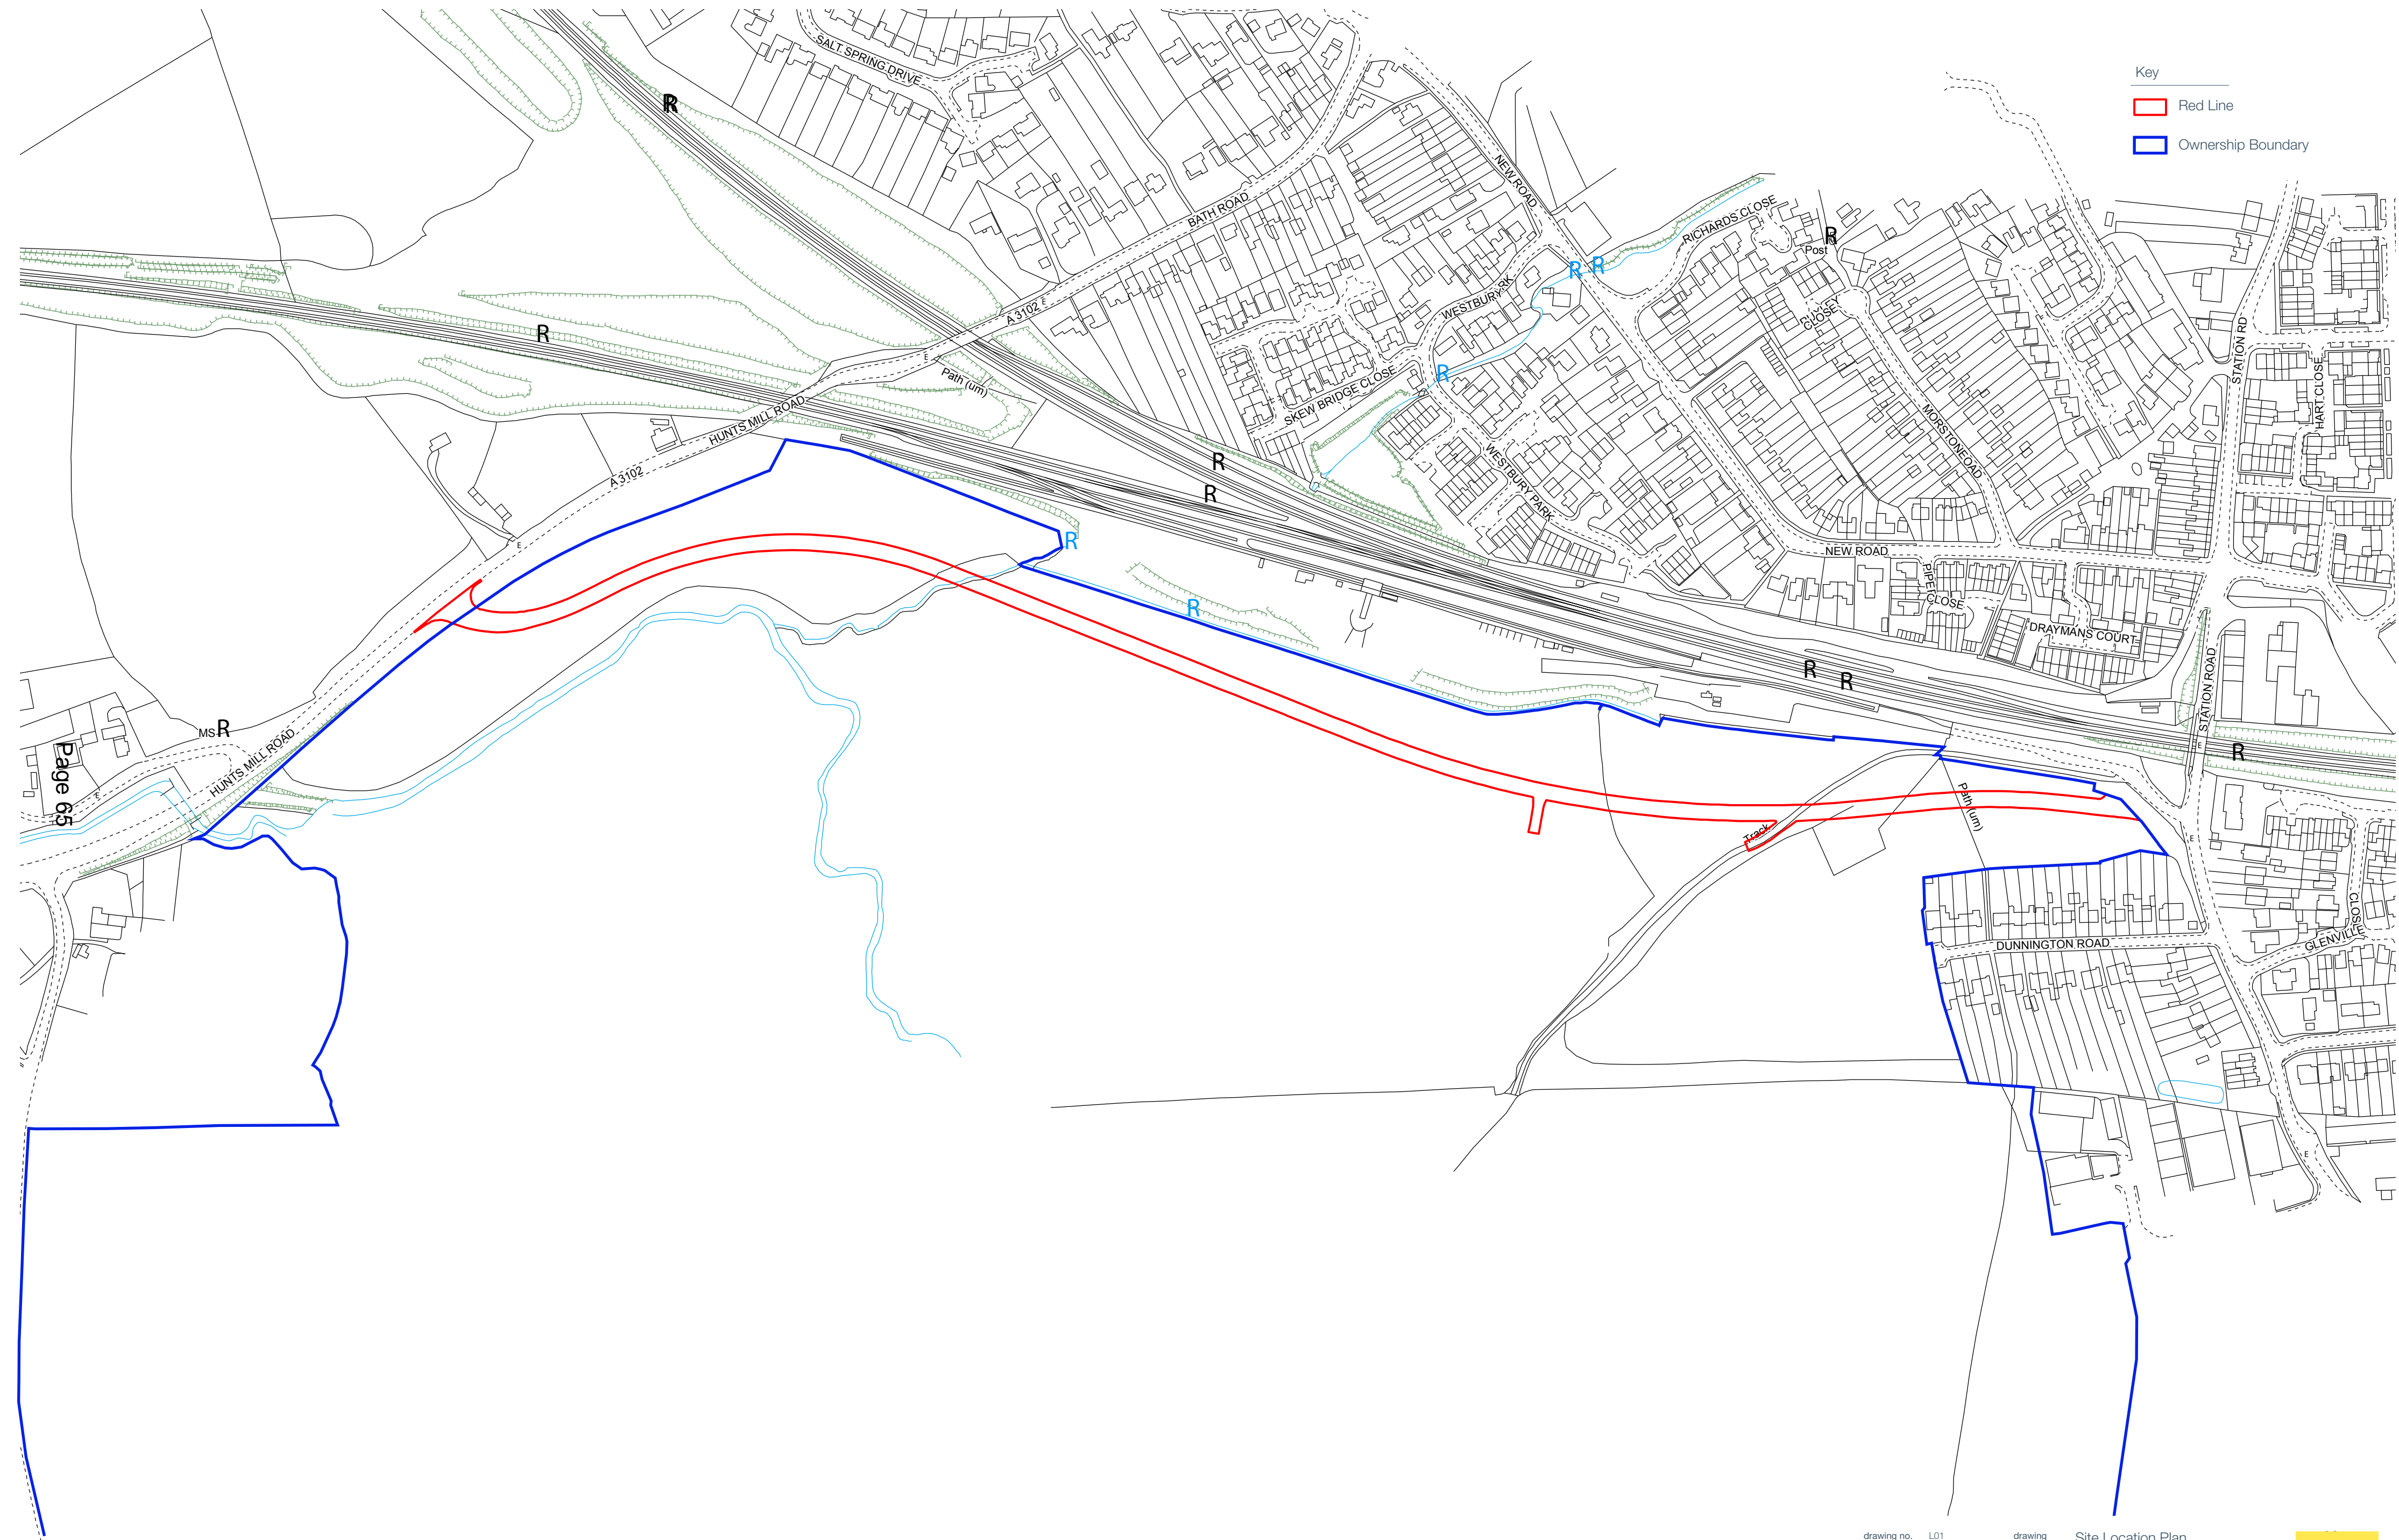 SALT SPRING DRIVE
Key
Red Line
Ownership Boundary
R
NEW ROAD
BATH ROAD
RICHARDS CLOSE
Post
R
R
R
R
A 3102
E
WESTBURY
CLOSE
STATION RD
HART CLOSE
E
Path (um)
R
SKEW BRIDGE CLOSE
HUNTS MILL ROAD
MORSTONE
R
A 3102
R
WESTBURY PARK
E
R
NEW ROAD
PIPE
CLOSE
R
DRAYMANS COURT
R
R
STATION ROAD
MS R
HUNTS MILL ROAD
E
R
Page 65
E
Path (um)
Track
E
CLOSE
GLENVILLE
DUNNINGTON ROAD
E
drawing no. L01
drawing Site Location Plan